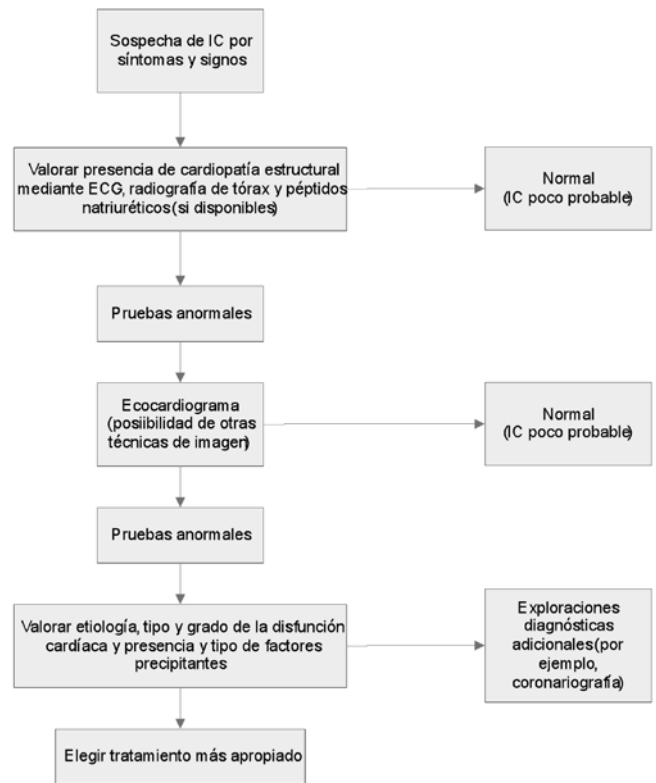 Sospecha de IC por
síntomas y signos
Valorar presencia de cardiopatía estructural
mediante ECG, radiografía de tórax y péptidos
natriuréticos(si disponibles)
Normal
(IC poco probable)
Pruebas anormales
Ecocardiograma
(posiibilidad de otras
técnicas de imagen)
Normal
(IC poco probable)
Pruebas anormales
Valorar etiología, tipo y grado de la disfunción
cardíaca y presencia y tipo de factores
precipitantes
Exploraciones
diagnósticas
adicionales(por
ejemplo,
coronariografía)
Elegir tratamiento más apropiado